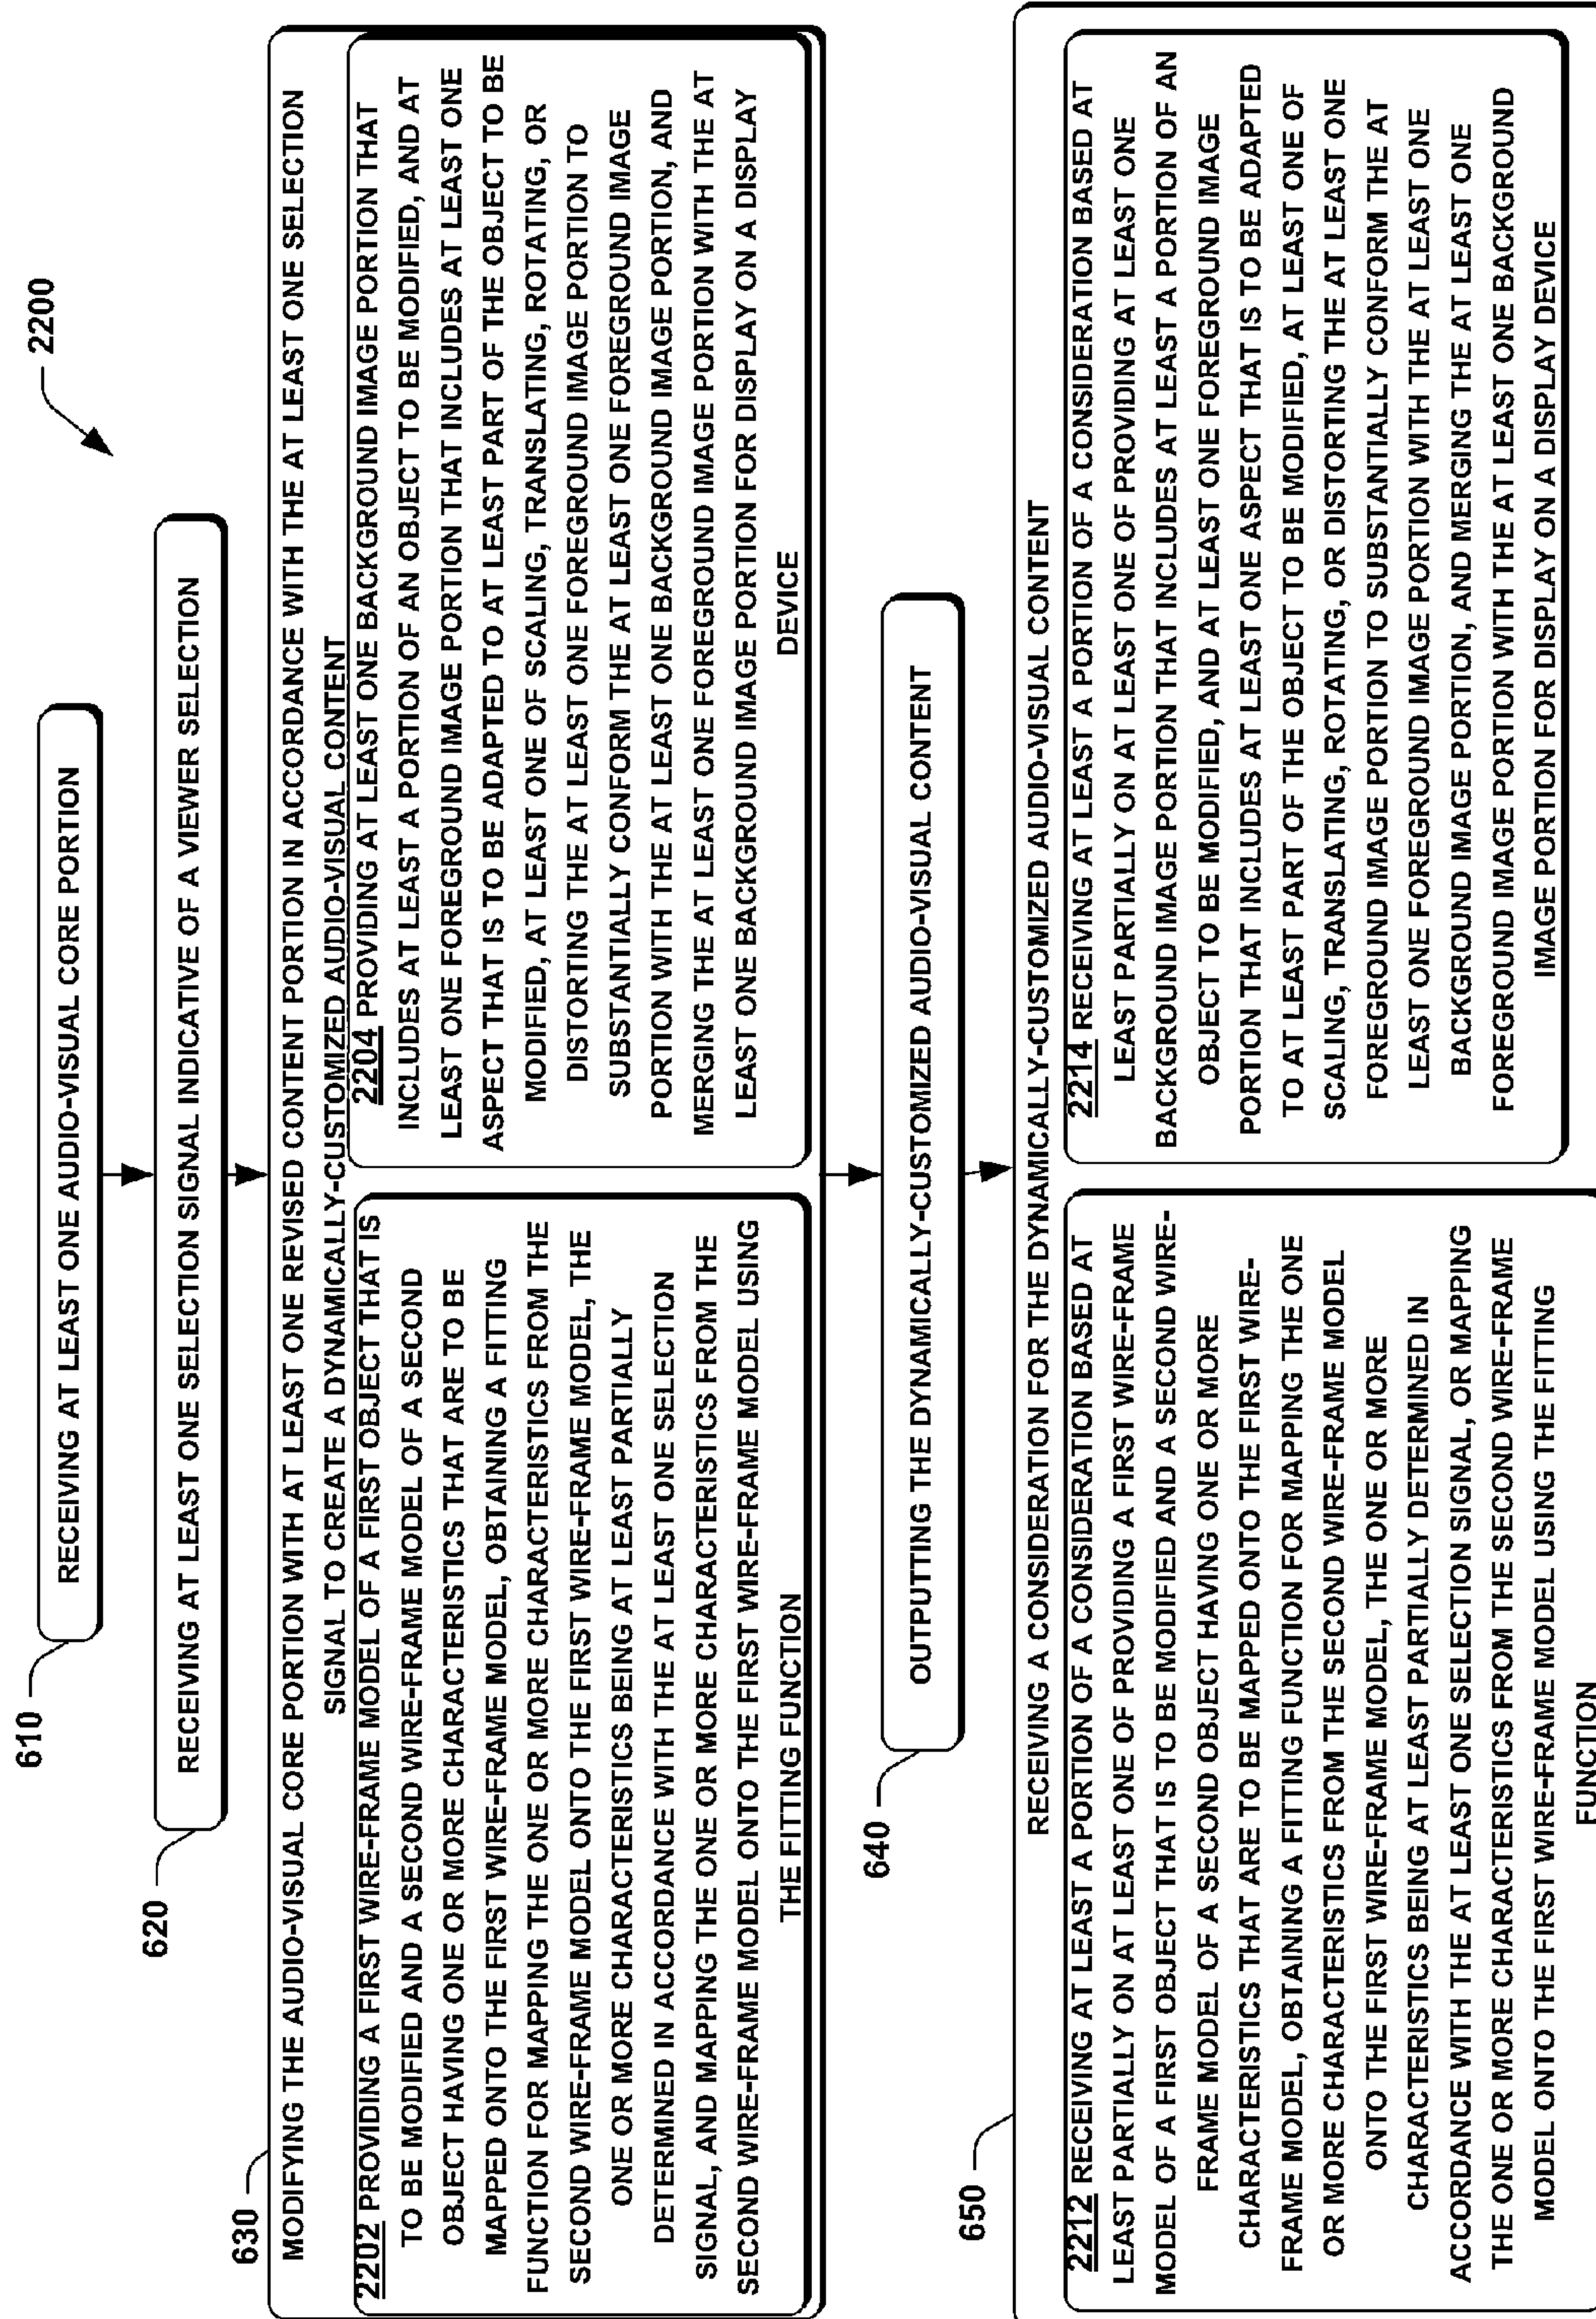 2200
610
RECEIVING AT LEAST ONE AUDIO-VISUAL CORE PORTION
620
RECEIVING AT LEAST ONE SELECTION SIGNAL INDICATIVE OF A VIEWER SELECTION
630
MODIFYING THE AUDIO-VISUAL CORE PORTION WITH AT LEAST ONE REVISED CONTENT PORTION IN ACCORDANCE WITH THE AT LEAST ONE SELECTION
SIGNAL TO CREATE A DYNAMICALLY-CUSTOMIZED AUDIO-VISUAL CONTENT
2202 PROVIDING A FIRST WIRE-FRAME MODEL OF A FIRST OBJECT THAT IS
TO BE MODIFIED AND A SECOND WIRE-FRAME MODEL OF A SECOND
OBJECT HAVING ONE OR MORE CHARACTERISTICS THAT ARE TO BE
MAPPED ONTO THE FIRST WIRE-FRAME MODEL, OBTAINING A FITTING
FUNCTION FOR MAPPING THE ONE OR MORE CHARACTERISTICS FROM THE
SECOND WIRE-FRAME MODEL ONTO THE FIRST WIRE-FRAME MODEL, THE
ONE OR MORE CHARACTERISTICS BEING AT LEAST PARTIALLY
DETERMINED IN ACCORDANCE WITH THE AT LEAST ONE SELECTION
SIGNAL, AND MAPPING THE ONE OR MORE CHARACTERISTICS FROM THE
SECOND WIRE-FRAME MODEL ONTO THE FIRST WIRE-FRAME MODEL USING
THE FITTING FUNCTION
2204 PROVIDING AT LEAST ONE BACKGROUND IMAGE PORTION THAT
INCLUDES AT LEAST A PORTION OF AN OBJECT TO BE MODIFIED, AND AT
LEAST ONE FOREGROUND IMAGE PORTION THAT INCLUDES AT LEAST ONE
ASPECT THAT IS TO BE ADAPTED TO AT LEAST PART OF THE OBJECT TO BE
MODIFIED, AT LEAST ONE OF SCALING, TRANSLATING, ROTATING, OR
DISTORTING THE AT LEAST ONE FOREGROUND IMAGE PORTION TO
SUBSTANTIALLY CONFORM THE AT LEAST ONE FOREGROUND IMAGE
PORTION WITH THE AT LEAST ONE BACKGROUND IMAGE PORTION, AND
MERGING THE AT LEAST ONE FOREGROUND IMAGE PORTION WITH THE AT
LEAST ONE BACKGROUND IMAGE PORTION FOR DISPLAY ON A DISPLAY
DEVICE
640
OUTPUTTING THE DYNAMICALLY-CUSTOMIZED AUDIO-VISUAL CONTENT
650
RECEIVING A CONSIDERATION FOR THE DYNAMICALLY-CUSTOMIZED AUDIO-VISUAL CONTENT
2212 RECEIVING AT LEAST A PORTION OF A CONSIDERATION BASED AT
LEAST PARTIALLY ON AT LEAST ONE OF PROVIDING A FIRST WIRE-FRAME
MODEL OF A FIRST OBJECT THAT IS TO BE MODIFIED AND A SECOND WIRE-
FRAME MODEL OF A SECOND OBJECT HAVING ONE OR MORE
CHARACTERISTICS THAT ARE TO BE MAPPED ONTO THE FIRST WIRE-
FRAME MODEL, OBTAINING A FITTING FUNCTION FOR MAPPING THE ONE
OR MORE CHARACTERISTICS FROM THE SECOND WIRE-FRAME MODEL
ONTO THE FIRST WIRE-FRAME MODEL, THE ONE OR MORE
CHARACTERISTICS BEING AT LEAST PARTIALLY DETERMINED IN
ACCORDANCE WITH THE AT LEAST ONE SELECTION SIGNAL, OR MAPPING
THE ONE OR MORE CHARACTERISTICS FROM THE SECOND WIRE-FRAME
MODEL ONTO THE FIRST WIRE-FRAME MODEL USING THE FITTING
FUNCTION
2214 RECEIVING AT LEAST A PORTION OF A CONSIDERATION BASED AT
LEAST PARTIALLY ON AT LEAST ONE OF PROVIDING AT LEAST ONE
BACKGROUND IMAGE PORTION THAT INCLUDES AT LEAST A PORTION OF AN
OBJECT TO BE MODIFIED, AND AT LEAST ONE FOREGROUND IMAGE
PORTION THAT INCLUDES AT LEAST ONE ASPECT THAT IS TO BE ADAPTED
TO AT LEAST PART OF THE OBJECT TO BE MODIFIED, AT LEAST ONE OF
SCALING, TRANSLATING, ROTATING, OR DISTORTING THE AT LEAST ONE
FOREGROUND IMAGE PORTION TO SUBSTANTIALLY CONFORM THE AT
LEAST ONE FOREGROUND IMAGE PORTION WITH THE AT LEAST ONE
BACKGROUND IMAGE PORTION, AND MERGING THE AT LEAST ONE
FOREGROUND IMAGE PORTION WITH THE AT LEAST ONE BACKGROUND
IMAGE PORTION FOR DISPLAY ON A DISPLAY DEVICE